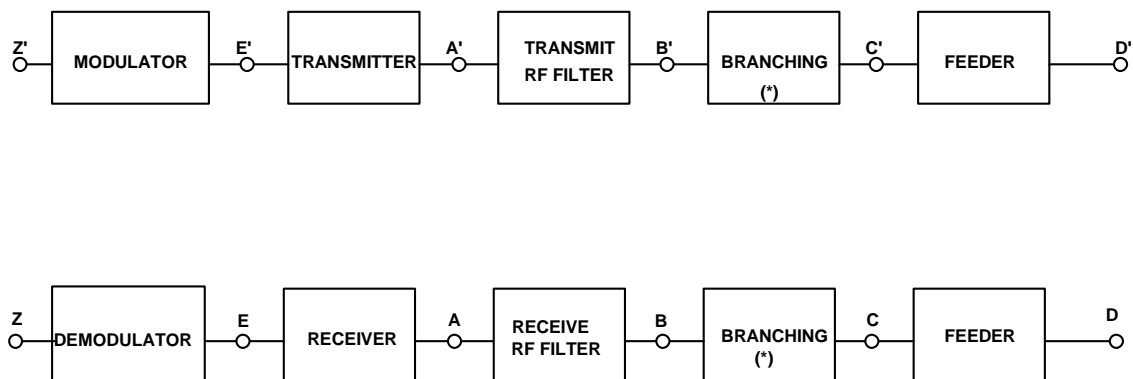 Z' MODULATOR E' TRANSMITTER A' TRANSMIT RF FILTER B' BRANCHING (*) C' FEEDER D'
Z DEMODULATOR E RECEIVER A RECEIVE RF FILTER B BRANCHING (*) C FEEDER D